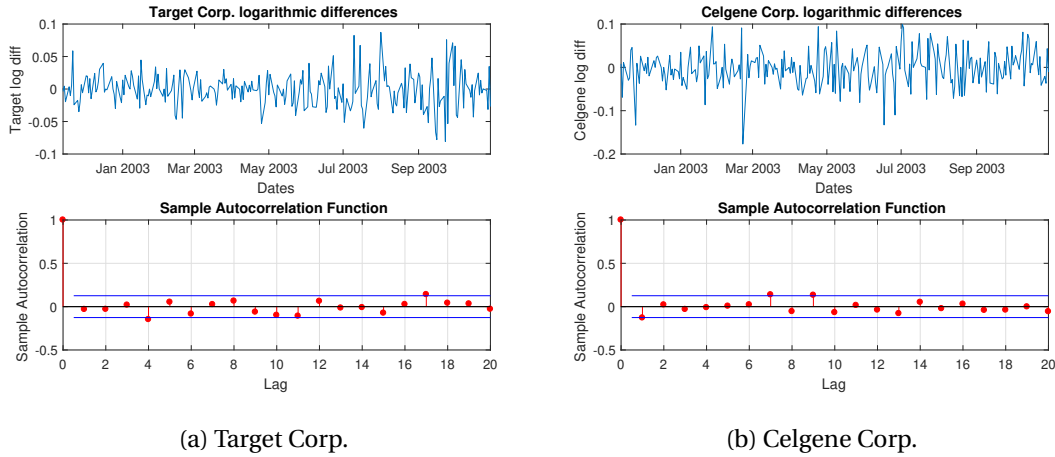 Target Corp. logarithmic differences
Target log diff
0.1
0.05
0
-0.05
-0.1
Jan 2003 Mar 2003 May 2003 Jul 2003 Sep 2003
Dates
Sample Autocorrelation Function
Sample Autocorrelation
1
0.5
0
-0.5
0 2 4 6 8 10 12 14 16 18 20
Lag
(a) Target Corp.
Celgene Corp. logarithmic differences
Celgene log diff
0.1
0
-0.1
-0.2
Jan 2003 Mar 2003 May 2003 Jul 2003 Sep 2003
Dates
Sample Autocorrelation Function
Sample Autocorrelation
1
0.5
0
-0.5
0 2 4 6 8 10 12 14 16 18 20
Lag
(b) Celgene Corp.